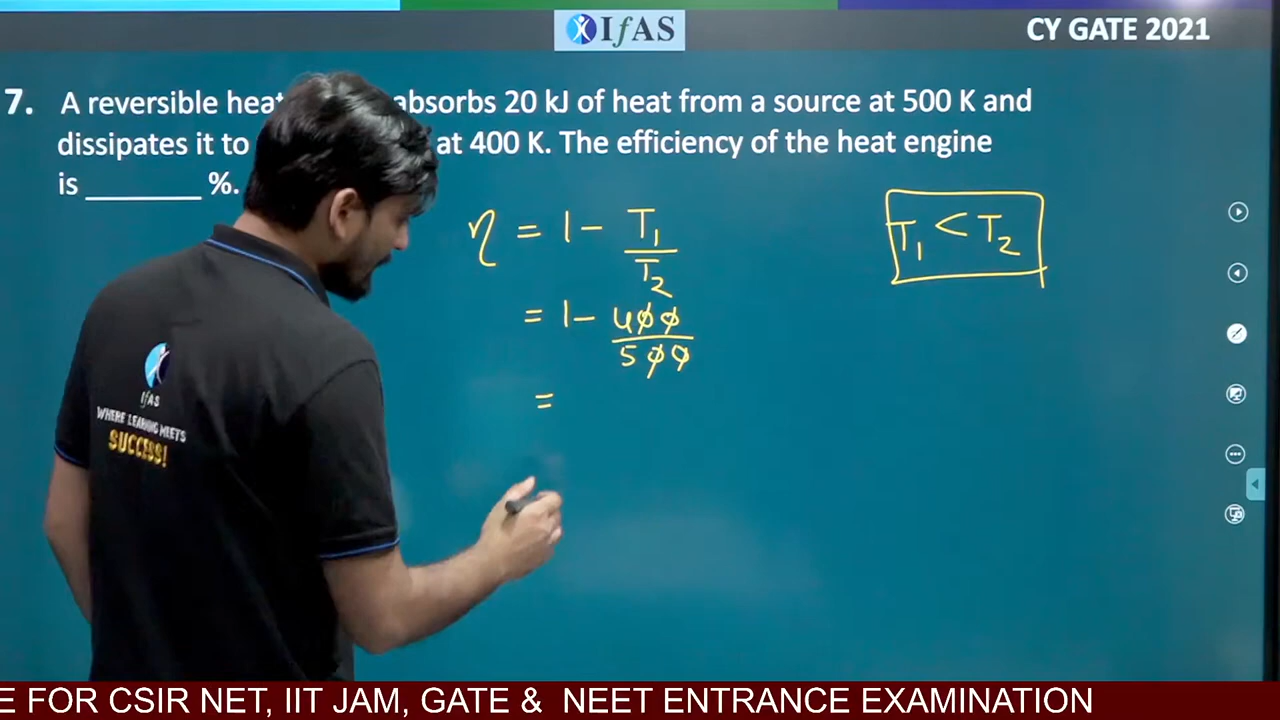 IfAS
CY GATE 2021
7. A reversible hea absorbs 20 kJ of heat from a source at 500 K and
dissipates it to at 400 K. The efficiency of the heat engine
is _______ %.
η = 1 - T₁/T₂
T₁ < T₂
= 1 - 400/500
=
IfAS
WHERE LEARNING MEETS
SUCCESS!
E FOR CSIR NET, IIT JAM, GATE & NEET ENTRANCE EXAMINATION